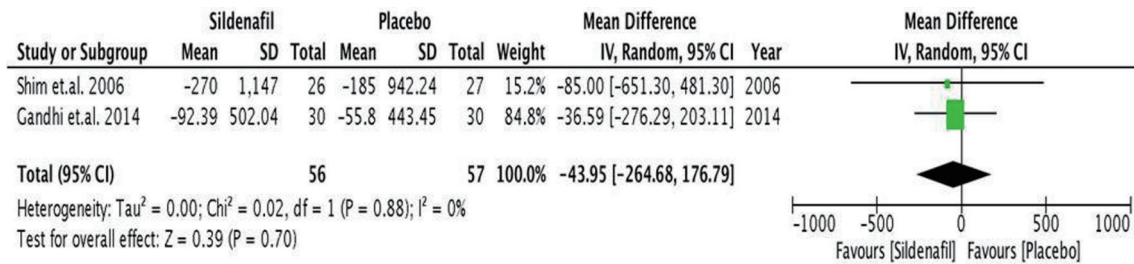 Sildenafil Placebo Mean Difference Mean Difference
Study or Subgroup Mean SD Total Mean SD Total Weight IV, Random, 95% CI Year IV, Random, 95% CI
Shim et.al. 2006 -270 1,147 26 -185 942.24 27 15.2% -85.00 [-651.30, 481.30] 2006
Gandhi et.al. 2014 -92.39 502.04 30 -55.8 443.45 30 84.8% -36.59 [-276.29, 203.11] 2014
Total (95% CI) 56 57 100.0% -43.95 [-264.68, 176.79]
Heterogeneity: Tau² = 0.00; Chi² = 0.02, df = 1 (P = 0.88); I² = 0%
Test for overall effect: Z = 0.39 (P = 0.70)
-1000 -500 0 500 1000
Favours [Sildenafil] Favours [Placebo]